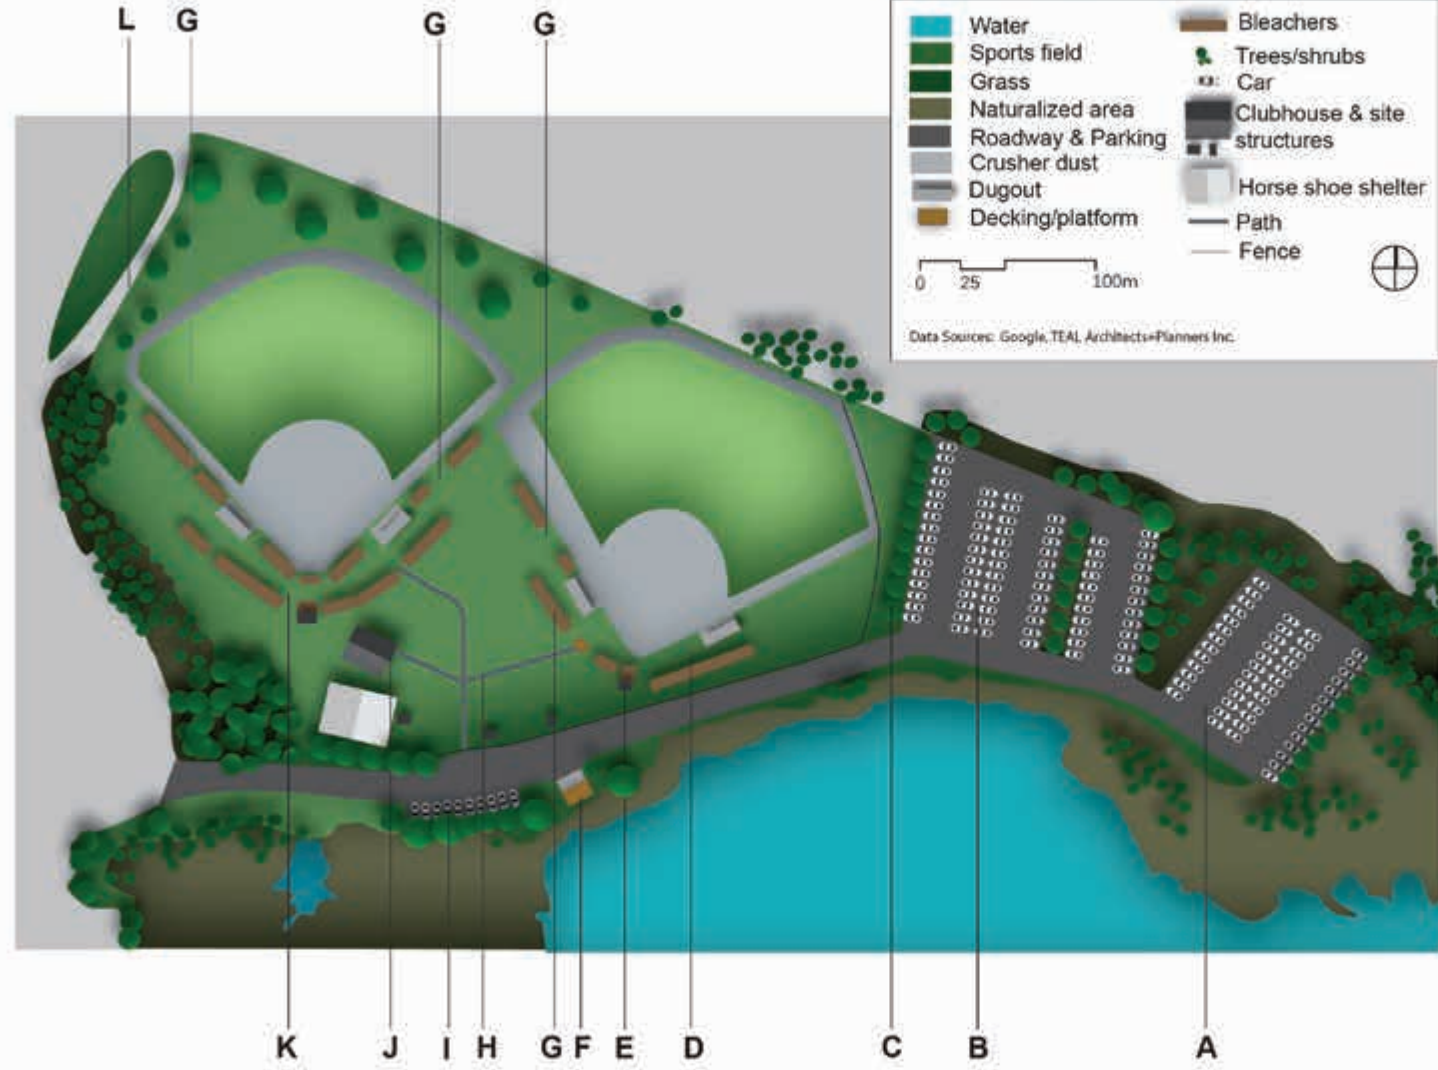 L G G G
Water
Sports field
Grass
Naturalized area
Roadway & Parking
Crusher dust
Dugout
Decking/platform
Bleachers
Trees/shrubs
Car
Clubhouse & site
structures
Horse shoe shelter
Path
Fence
0 25 100m
Data Sources: Google, TEAL Architects+Planners Inc.
K J I H G F E D C B A